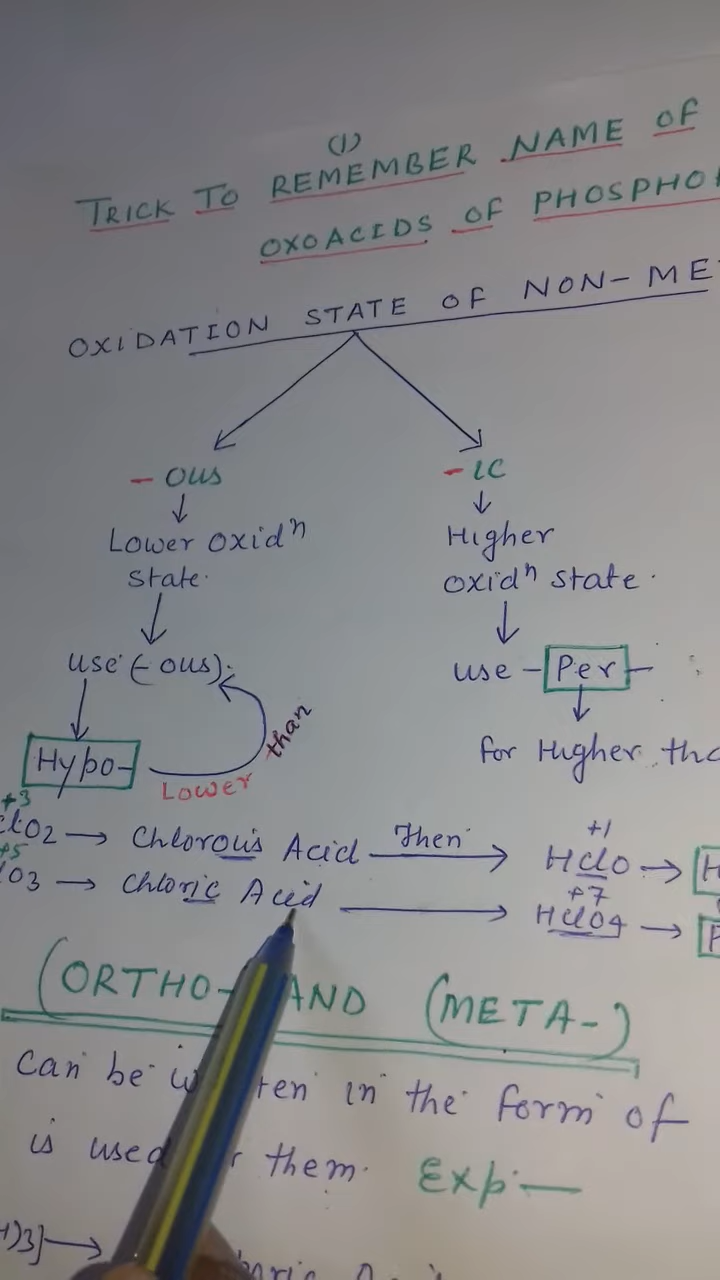 (1)
TRICK TO REMEMBER NAME OF
OXOACIDS OF PHOSPHO
OXIDATION STATE OF NON-ME
- ous - ic
Lower oxidⁿ Higher
state. oxidⁿ state.
use (-ous). use - Per -
Hypo- Lower than for Higher tha
+3 +1
ClO2 → Chlorous Acid Then → HClO → H
+5 +7
O3 → Chloric Acid → HClO4 → P
(ORTHO- AND (META-)
Can be in the form of
is used them. Exp.—
)3] →